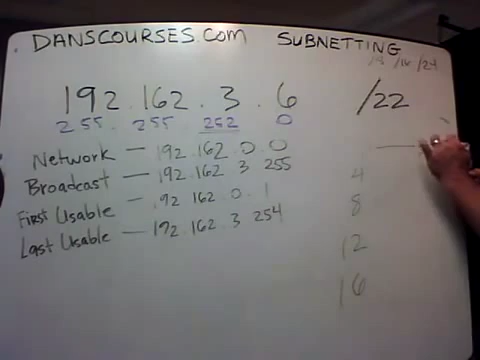 DANSCOURSES.COM SUBNETTING
/8 /16 /24
192.162.3.6 /22
255.255.252.0
Network — 192.162.0.0
Broadcast — 192.162.3.255
First Usable — 192.162.0.1
Last Usable — 192.162.3.254
4
8
12
16